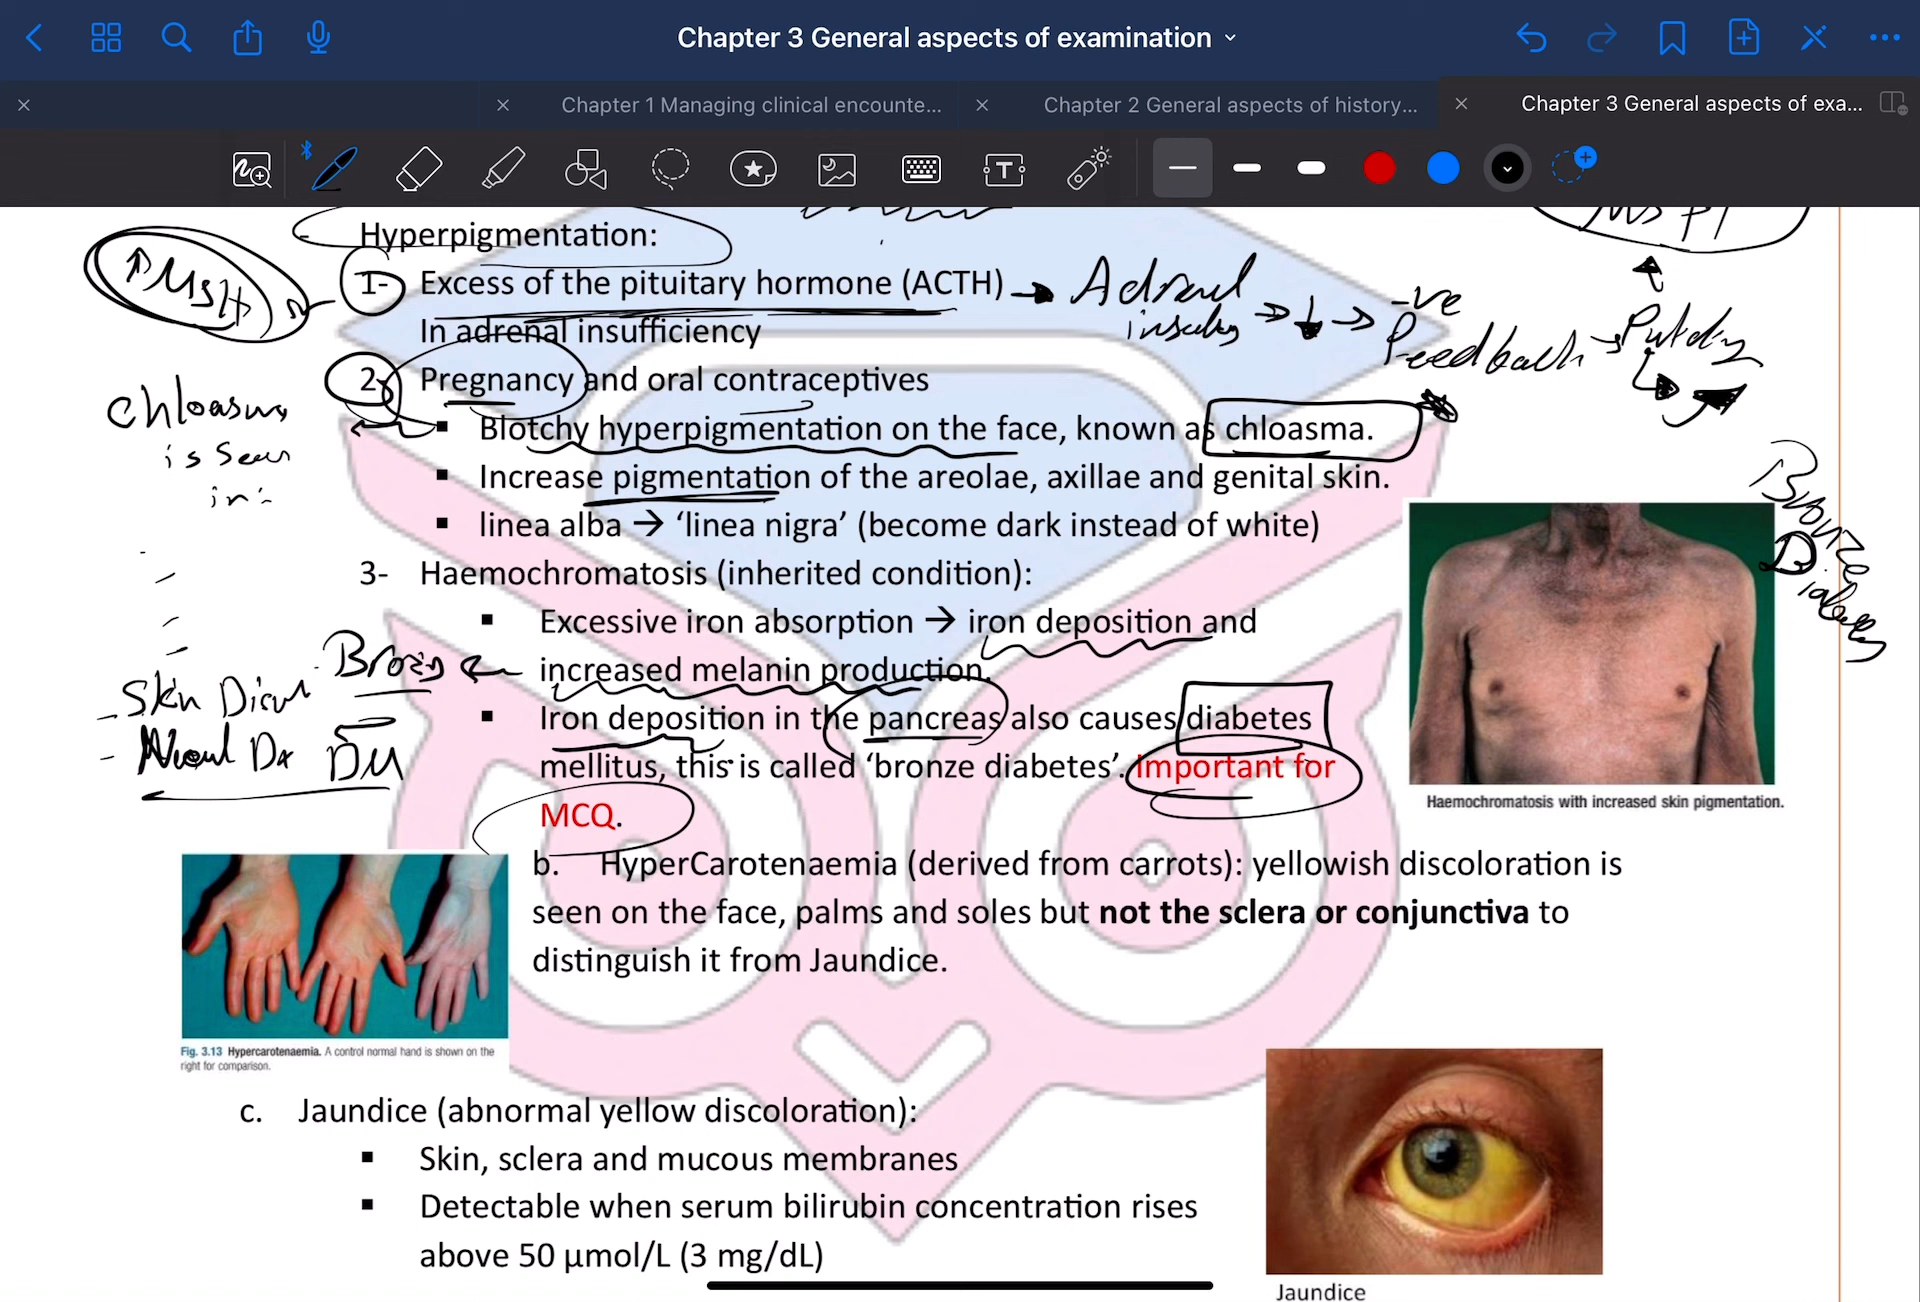 Chapter 3 General aspects of examination
Chapter 1 Managing clinical encounte...
Chapter 2 General aspects of history...
Chapter 3 General aspects of exa...
Hyperpigmentation:
↑ MSH
1- Excess of the pituitary hormone (ACTH) → Adrenal
In adrenal insufficiency
-ve
Feedback
2- Pregnancy and oral contraceptives
chloasma
is seen
in:
▪ Blotchy hyperpigmentation on the face, known as chloasma.
▪ Increase pigmentation of the areolae, axillae and genital skin.
▪ linea alba → ‘linea nigra’ (become dark instead of white)
Bronze
Diabetes
3- Haemochromatosis (inherited condition):
▪ Excessive iron absorption → iron deposition and
increased melanin production.
▪ Iron deposition in the pancreas also causes diabetes
mellitus, this is called ‘bronze diabetes’. Important for
MCQ.
- Skin
DM
Haemochromatosis with increased skin pigmentation.
b. HyperCarotenaemia (derived from carrots): yellowish discoloration is
seen on the face, palms and soles but not the sclera or conjunctiva to
distinguish it from Jaundice.
Fig. 3.13 Hypercarotenaemia. A control normal hand is shown on the
right for comparison.
c. Jaundice (abnormal yellow discoloration):
▪ Skin, sclera and mucous membranes
▪ Detectable when serum bilirubin concentration rises
above 50 µmol/L (3 mg/dL)
Jaundice